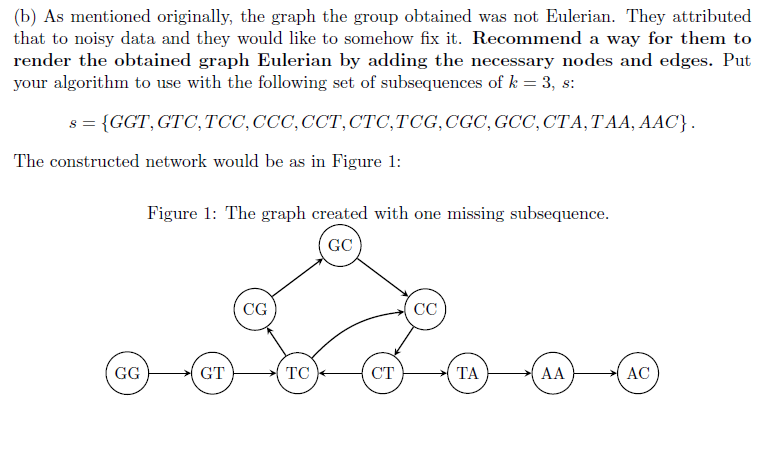 (b) As mentioned originally, the graph the group obtained was not Eulerian. They attributed
that to noisy data and they would like to somehow fix it. Recommend a way for them to
render the obtained graph Eulerian by adding the necessary nodes and edges. Put
your algorithm to use with the following set of subsequences of k = 3, s:
s = {GGT, GTC, TCC, CCC, CCT, CTC, TCG, CGC, GCC, CTA, TAA, AAC} .
The constructed network would be as in Figure 1:
Figure 1: The graph created with one missing subsequence.
GC
CG CC
GG GT TC CT TA AA AC